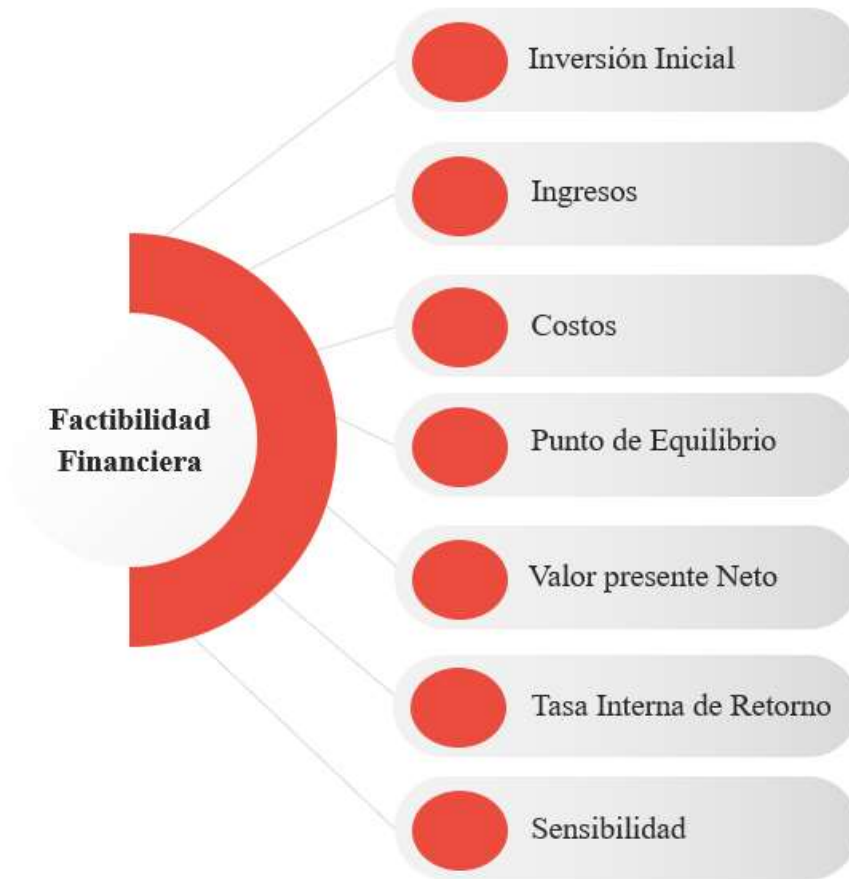 Inversión Inicial
Ingresos
Costos
Factibilidad
Financiera
Punto de Equilibrio
Valor presente Neto
Tasa Interna de Retorno
Sensibilidad